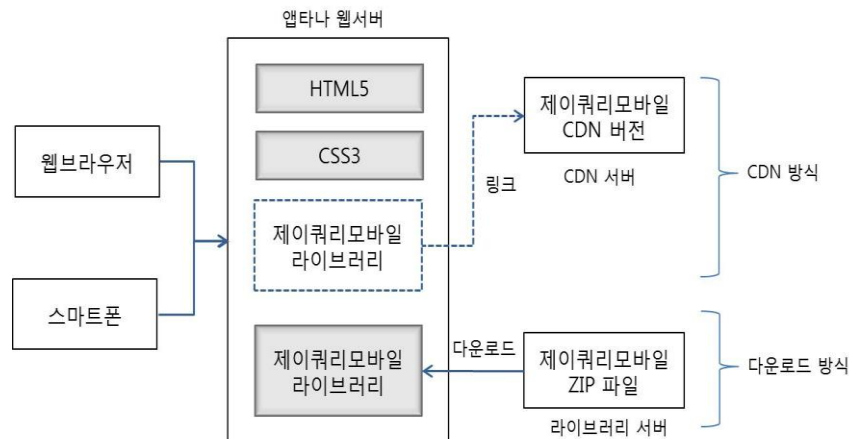 앱타나 웹서버
HTML5
CSS3
제이쿼리모바일
라이브러리
제이쿼리모바일
라이브러리
웹브라우저
스마트폰
링크
다운로드
제이쿼리모바일
CDN 버전
CDN 서버
CDN 방식
제이쿼리모바일
ZIP 파일
라이브러리 서버
다운로드 방식